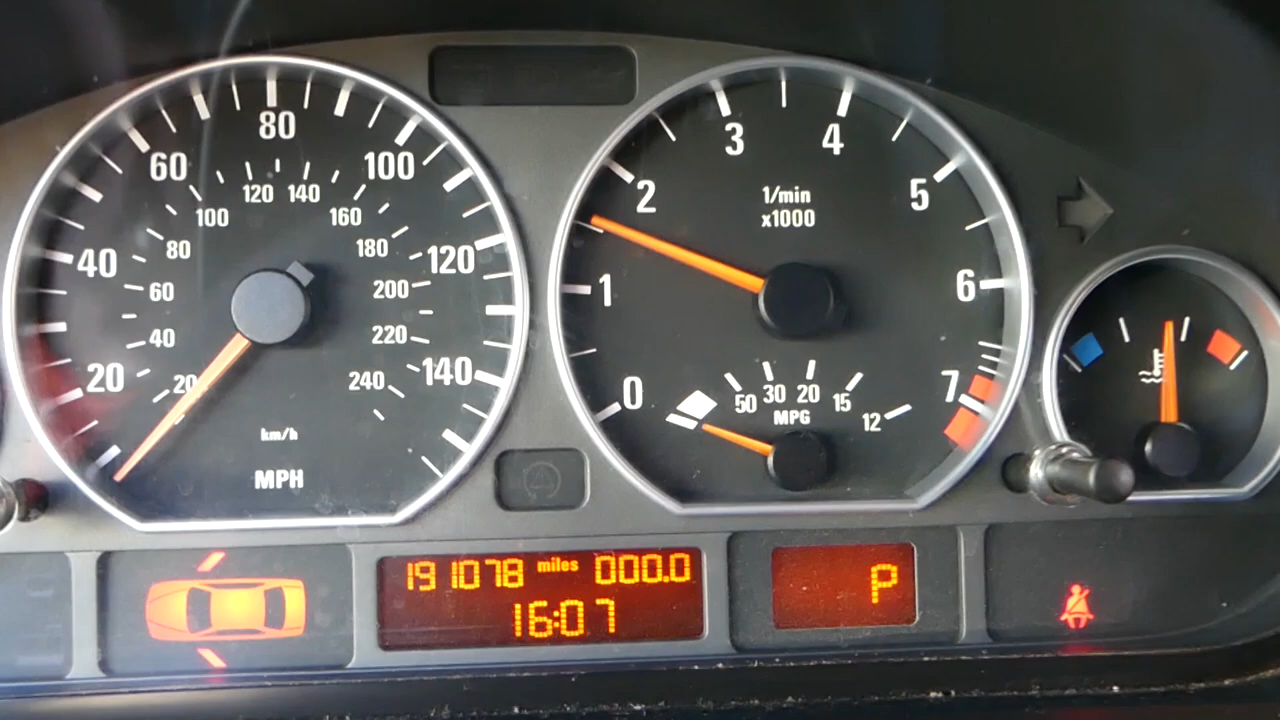 20 40 60 80 100 120 140
20 40 60 80 100 120 140 160 180 200 220 240
km/h
MPH
0 1 2 3 4 5 6 7
1/min
x1000
50 30 20 15 12
MPG
191078 miles 000.0
16:07
P